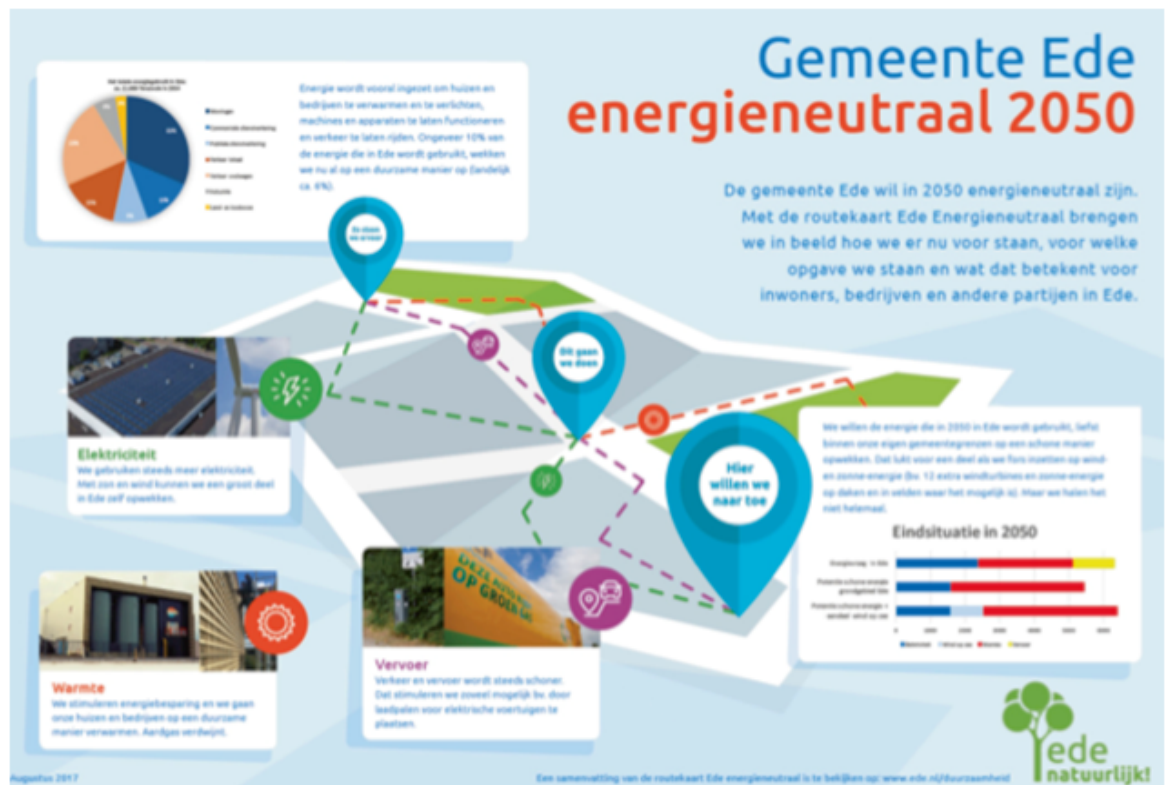 Gemeente Ede
energieneutraal 2050
De gemeente Ede wil in 2050 energieneutraal zijn.
Met de routekaart Ede Energieneutraal brengen
we in beeld hoe we er nu voor staan, voor welke
opgave we staan en wat dat betekent voor
inwoners, bedrijven en andere partijen in Ede.
Energie wordt vooral ingezet om huizen en
bedrijven te verwarmen en te verlichten,
machines en apparaten te laten functioneren
en verkeer te laten rijden. Ongeveer 10% van
de energie die in Ede wordt gebruikt, wekken
we nu al op een duurzame manier op (landelijk
ca. 6%).
Zo staan
we ervoor
Dit gaan
we doen
Hier
willen we
naar toe
Elektriciteit
We gebruiken steeds meer elektriciteit.
Met zon en wind kunnen we een groot deel
in Ede zelf opwekken.
We willen de energie die in 2050 in Ede wordt gebruikt, liefst
binnen onze eigen gemeentegrenzen op een schone manier
opwekken. Dat lukt voor een deel als we fors inzetten op wind-
en zonne-energie (bv. 12 extra windturbines en zonne-energie
op daken en in velden waar het mogelijk is). Maar we halen het
niet helemaal.
Eindsituatie in 2050
OP GROEN GAS
Warmte
We stimuleren energiebesparing en we gaan
onze huizen en bedrijven op een duurzame
manier verwarmen. Aardgas verdwijnt.
Vervoer
Verkeer en vervoer wordt steeds schoner.
Dat stimuleren we zoveel mogelijk bv. door
laadpalen voor elektrische voertuigen te
plaatsen.
ede
natuurlijk!
Augustus 2017
Een samenvatting van de routekaart Ede energieneutraal is te bekijken op: www.ede.nl/duurzaamheid